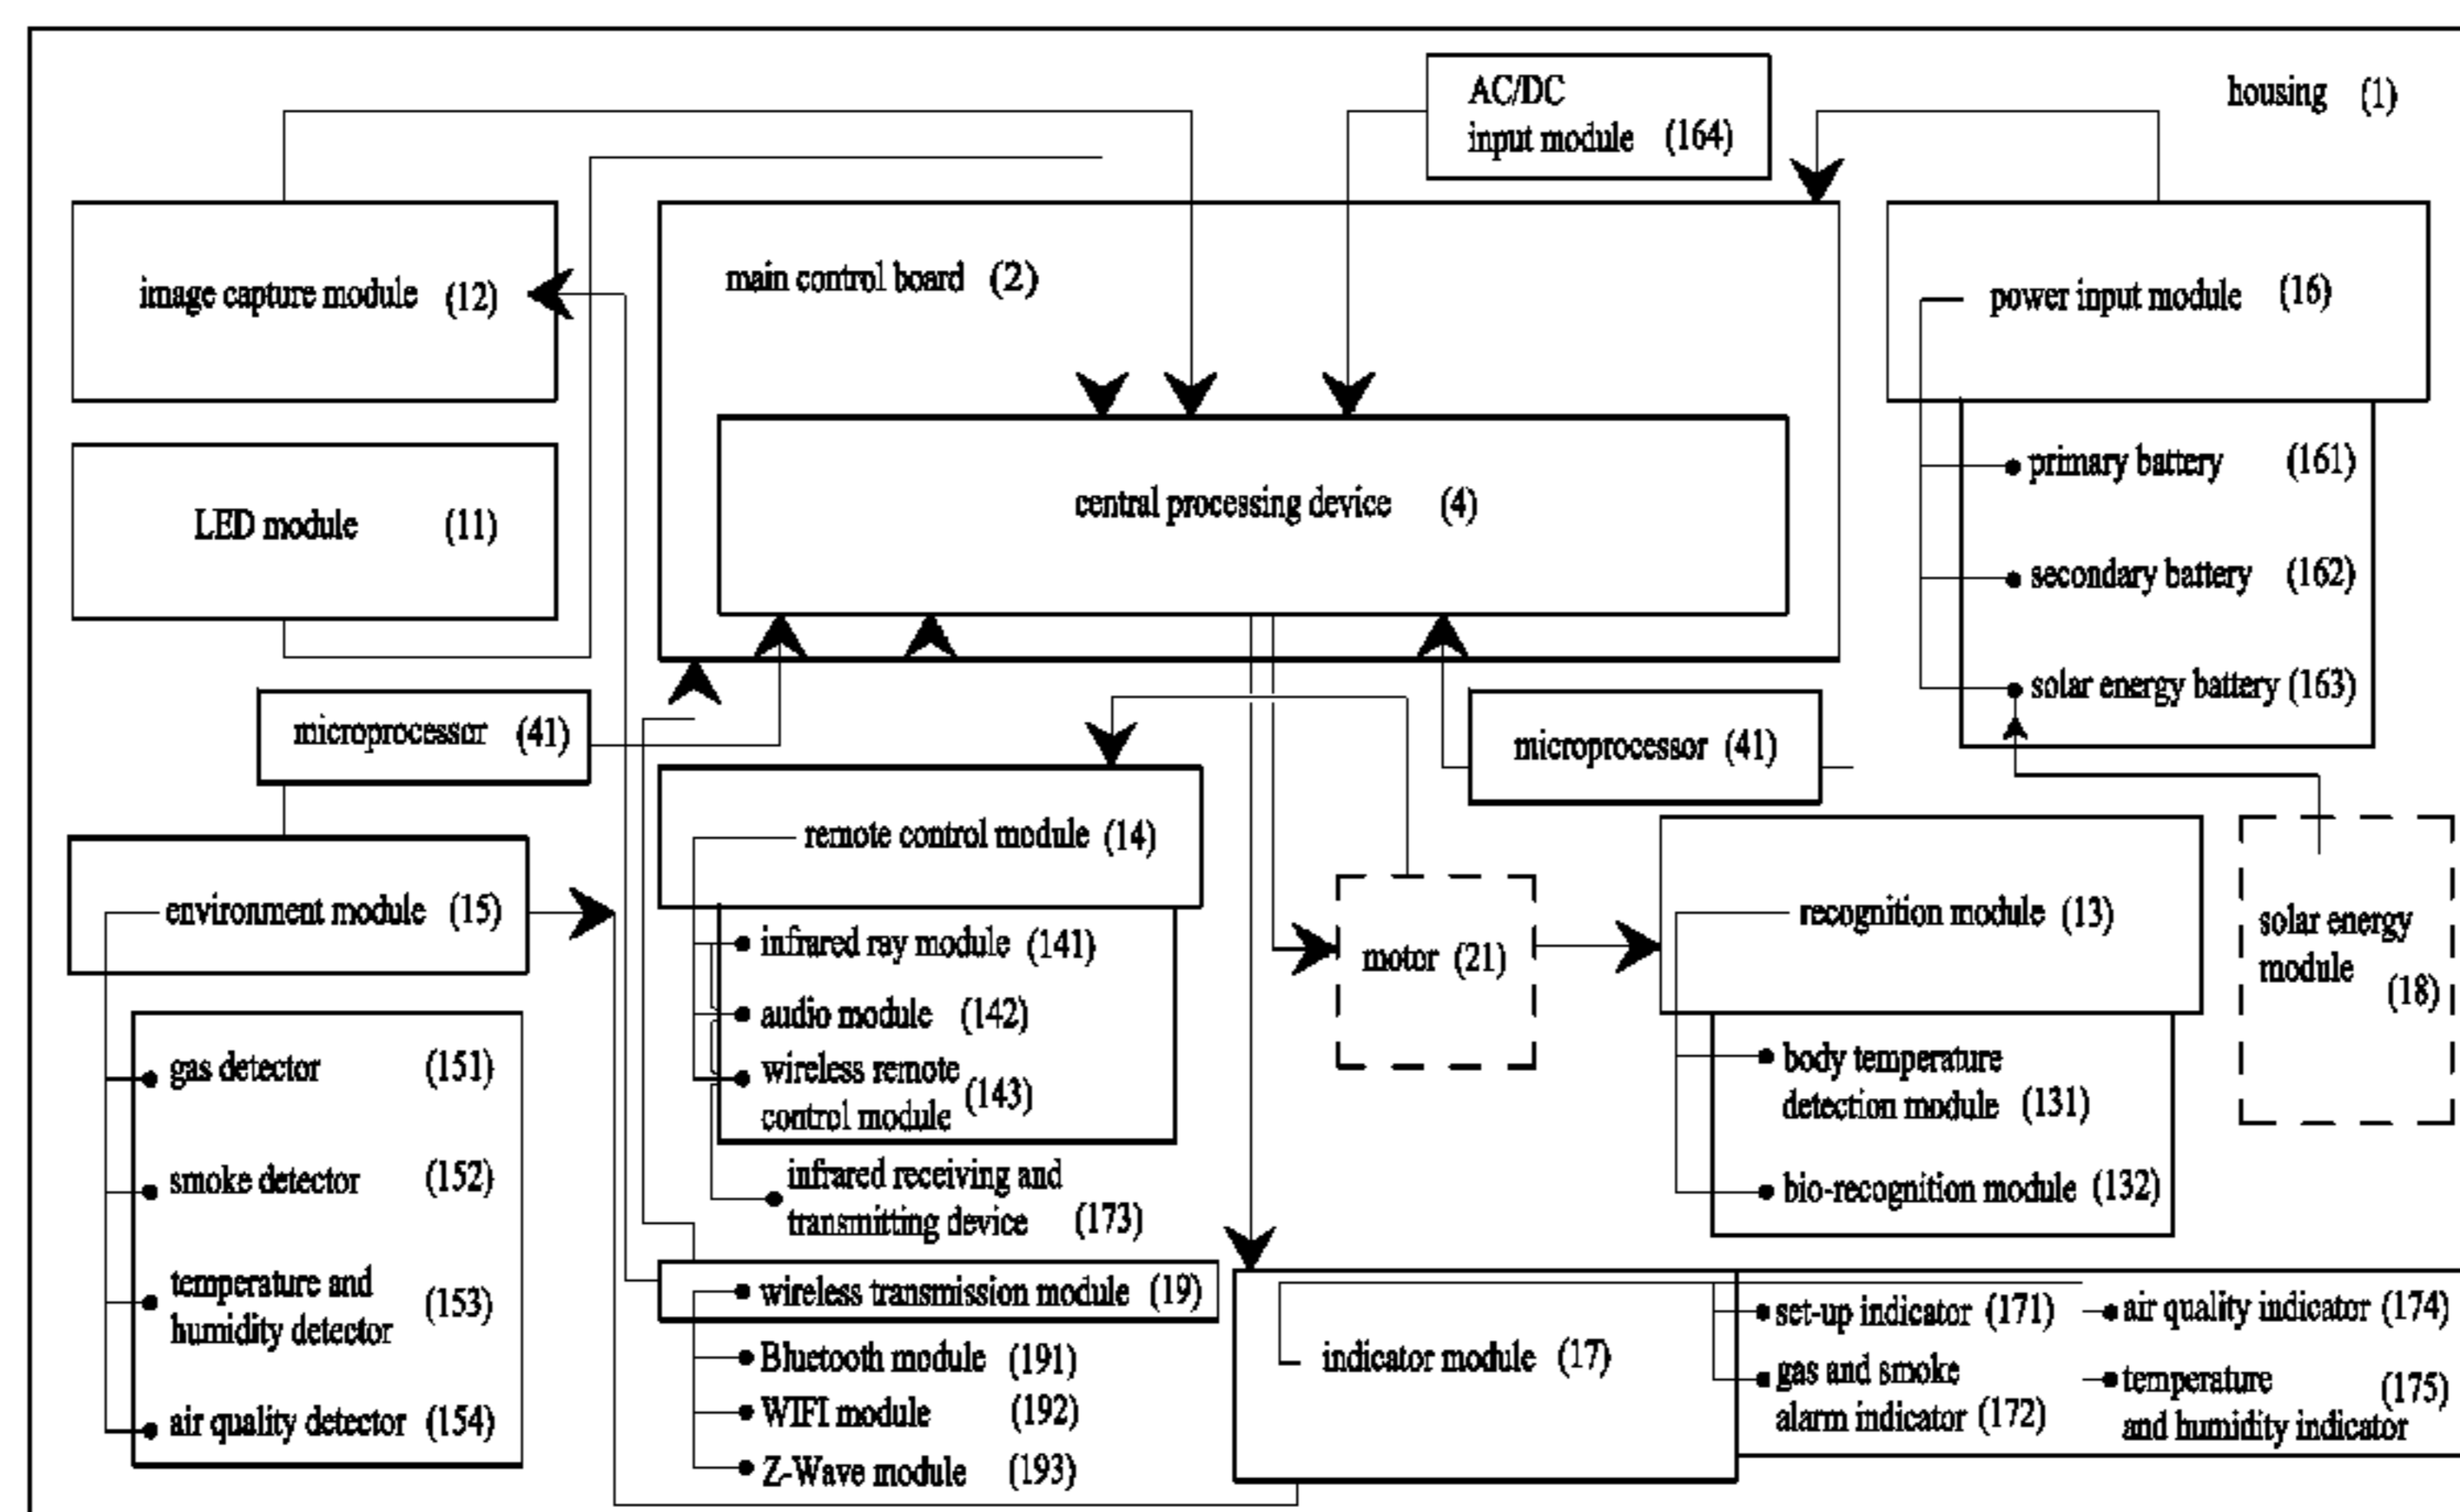 AC/DC
input module (164)
housing (1)
image capture module (12)
main control board (2)
power input module (16)
LED module (11)
central processing device (4)
primary battery (161)
secondary battery (162)
solar energy battery (163)
microprocessor (41)
microprocessor (41)
environment module (15)
gas detector (151)
smoke detector (152)
temperature and
humidity detector (153)
air quality detector (154)
remote control module (14)
infrared ray module (141)
audio module (142)
wireless remote
control module (143)
infrared receiving and
transmitting device (173)
motor (21)
recognition module (13)
body temperature
detection module (131)
bio-recognition module (132)
solar energy
module
(18)
wireless transmission module (19)
Bluetooth module (191)
WIFI module (192)
Z-Wave module (193)
indicator module (17)
set-up indicator (171)
gas and smoke
alarm indicator (172)
air quality indicator (174)
temperature (175)
and humidity indicator